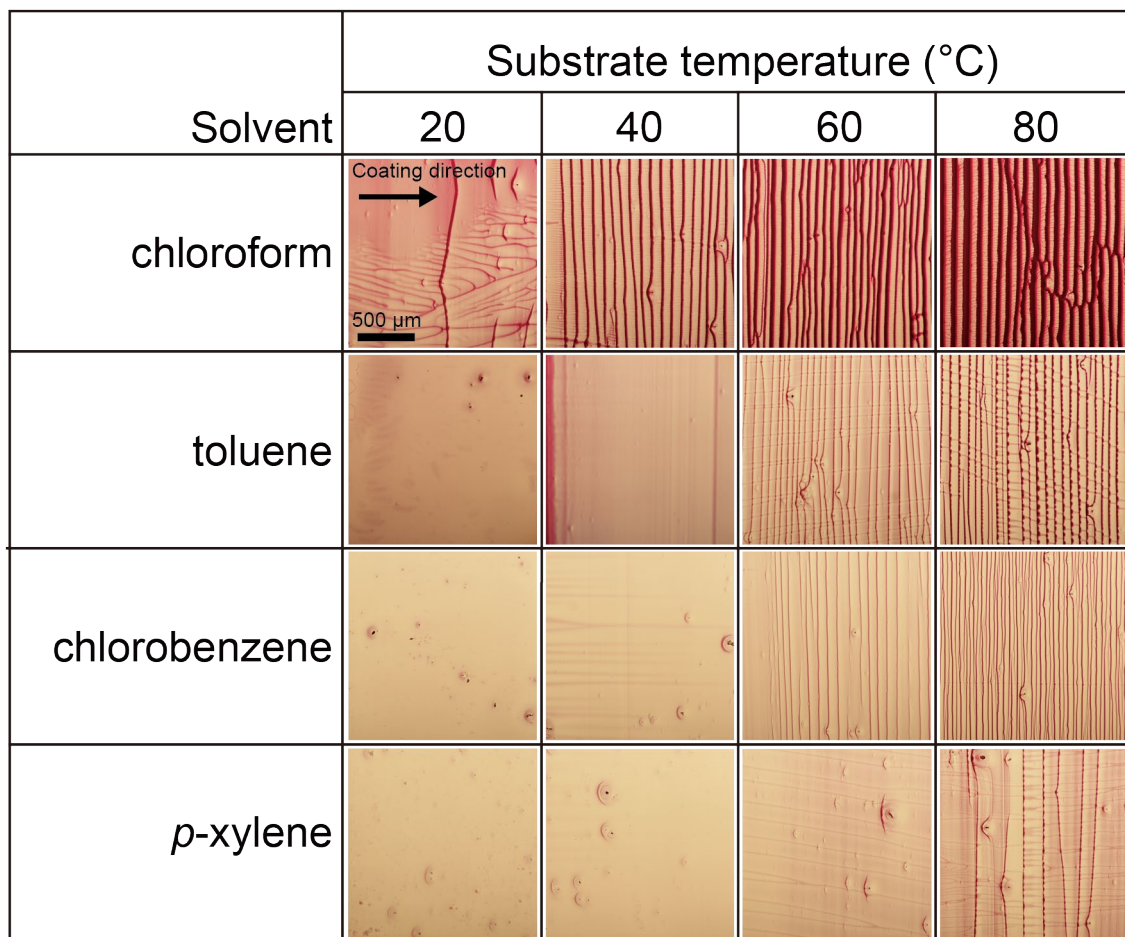 Substrate temperature (°C)
Solvent 20 40 60 80
Coating direction
chloroform
500 µm
toluene
chlorobenzene
p-xylene